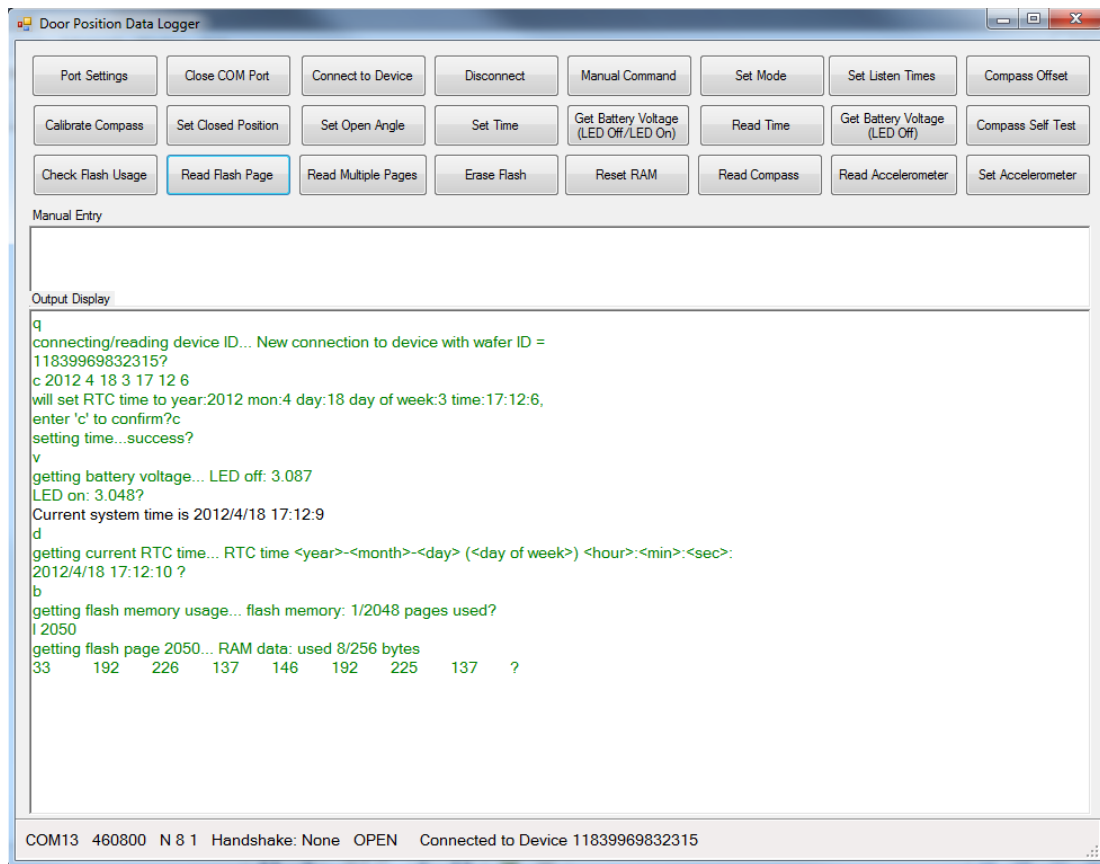 Door Position Data Logger
Port Settings Close COM Port Connect to Device Disconnect Manual Command Set Mode Set Listen Times Compass Offset
Calibrate Compass Set Closed Position Set Open Angle Set Time Get Battery Voltage (LED Off/LED On) Read Time Get Battery Voltage (LED Off) Compass Self Test
Check Flash Usage Read Flash Page Read Multiple Pages Erase Flash Reset RAM Read Compass Read Accelerometer Set Accelerometer
Manual Entry
Output Display
q
connecting/reading device ID... New connection to device with wafer ID =
11839969832315?
c 2012 4 18 3 17 12 6
will set RTC time to year:2012 mon:4 day:18 day of week:3 time:17:12:6,
enter 'c' to confirm?c
setting time...success?
v
getting battery voltage... LED off: 3.087
LED on: 3.048?
Current system time is 2012/4/18 17:12:9
d
getting current RTC time... RTC time <year>-<month>-<day> (<day of week>) <hour>:<min>:<sec>:
2012/4/18 17:12:10 ?
b
getting flash memory usage... flash memory: 1/2048 pages used?
l 2050
getting flash page 2050... RAM data: used 8/256 bytes
33 192 226 137 146 192 225 137 ?
COM13 460800 N 8 1 Handshake: None OPEN Connected to Device 11839969832315